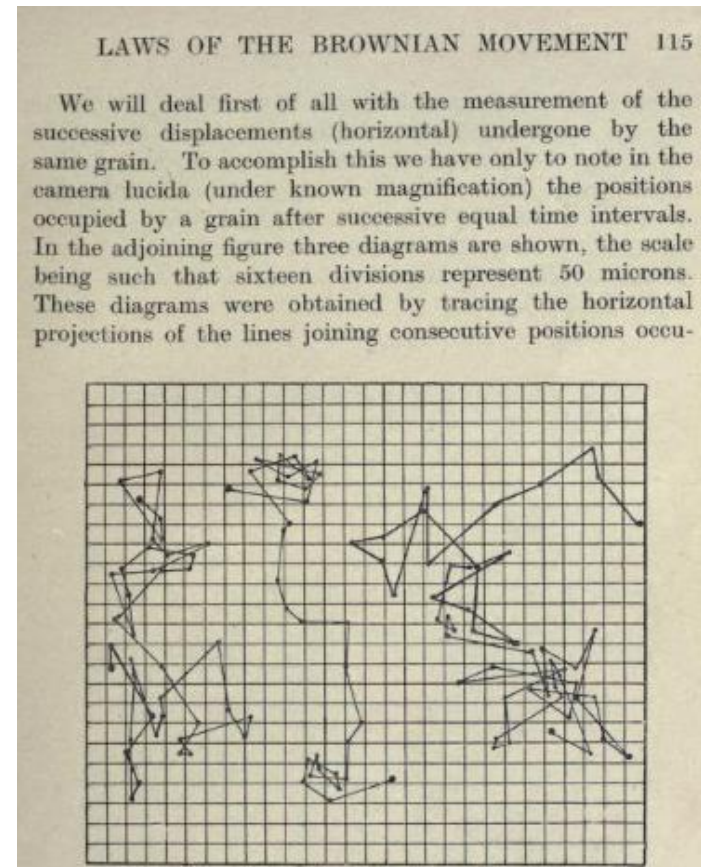 LAWS OF THE BROWNIAN MOVEMENT 115
We will deal first of all with the measurement of the
successive displacements (horizontal) undergone by the
same grain. To accomplish this we have only to note in the
camera lucida (under known magnification) the positions
occupied by a grain after successive equal time intervals.
In the adjoining figure three diagrams are shown, the scale
being such that sixteen divisions represent 50 microns.
These diagrams were obtained by tracing the horizontal
projections of the lines joining consecutive positions occu-